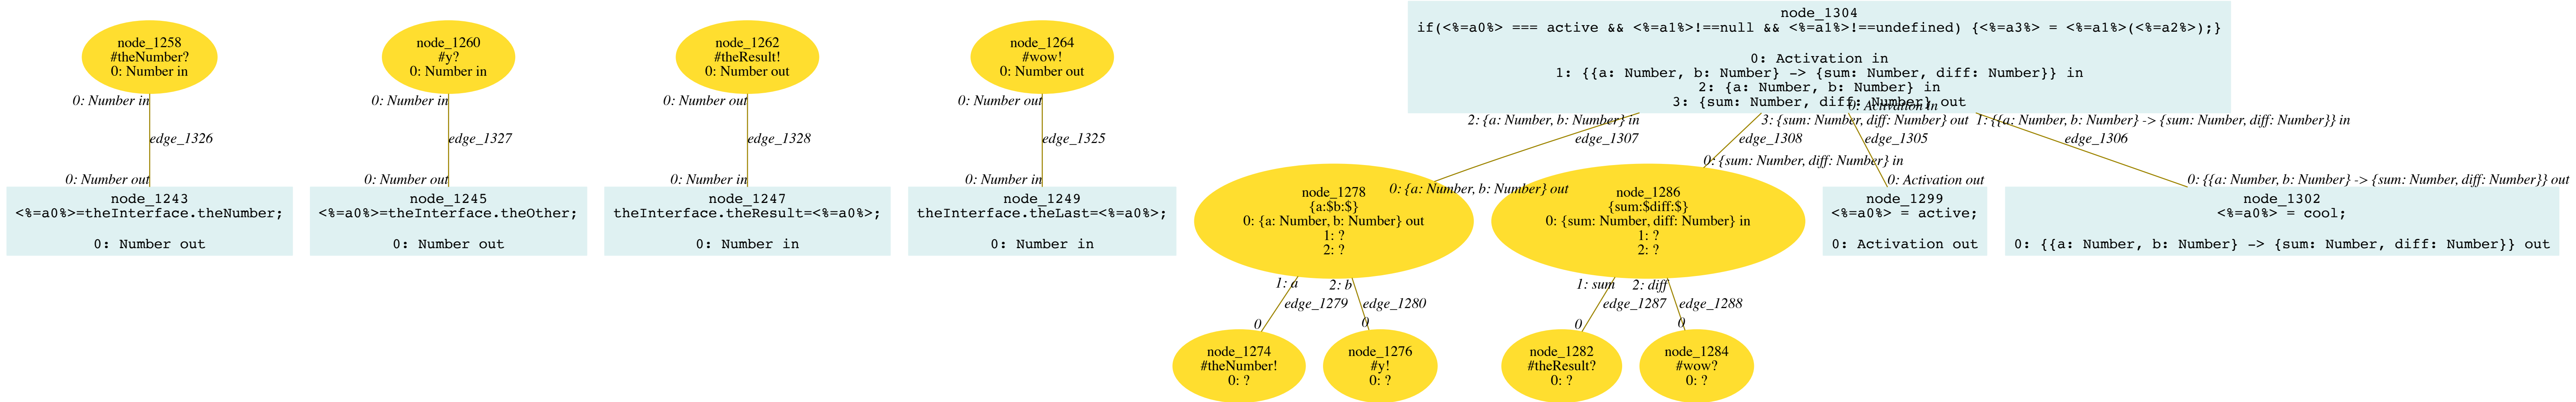 node_1258
#theNumber?
0: Number in
node_1260
#y?
0: Number in
node_1262
#theResult!
0: Number out
node_1264
#wow!
0: Number out
node_1304
if(<%=a0%> === active && <%=a1%>!==null && <%=a1%>!==undefined) {<%=a3%> = <%=a1%>(<%=a2%>);}
0: Activation in
1: {{a: Number, b: Number} -> {sum: Number, diff: Number}} in
2: {a: Number, b: Number} in
3: {sum: Number, diff: Number} out
0: Number in
0: Number in
0: Number out
0: Number out
0: Activation in
2: {a: Number, b: Number} in
3: {sum: Number, diff: Number} out
1: {{a: Number, b: Number} -> {sum: Number, diff: Number}} in
edge_1326
edge_1327
edge_1328
edge_1325
edge_1307
edge_1308
edge_1305
edge_1306
0: Number out
0: Number out
0: Number in
0: Number in
0: {a: Number, b: Number} out
0: {sum: Number, diff: Number} in
0: Activation out
0: {{a: Number, b: Number} -> {sum: Number, diff: Number}} out
node_1243
<%=a0%>=theInterface.theNumber;
0: Number out
node_1245
<%=a0%>=theInterface.theOther;
0: Number out
node_1247
theInterface.theResult=<%=a0%>;
0: Number in
node_1249
theInterface.theLast=<%=a0%>;
0: Number in
node_1278
{a:$b:$}
0: {a: Number, b: Number} out
1: ?
2: ?
node_1286
{sum:$diff:$}
0: {sum: Number, diff: Number} in
1: ?
2: ?
node_1299
<%=a0%> = active;
0: Activation out
node_1302
<%=a0%> = cool;
0: {{a: Number, b: Number} -> {sum: Number, diff: Number}} out
1: a
2: b
1: sum
2: diff
edge_1279
edge_1280
edge_1287
edge_1288
0
0
0
0
node_1274
#theNumber!
0: ?
node_1276
#y!
0: ?
node_1282
#theResult?
0: ?
node_1284
#wow?
0: ?